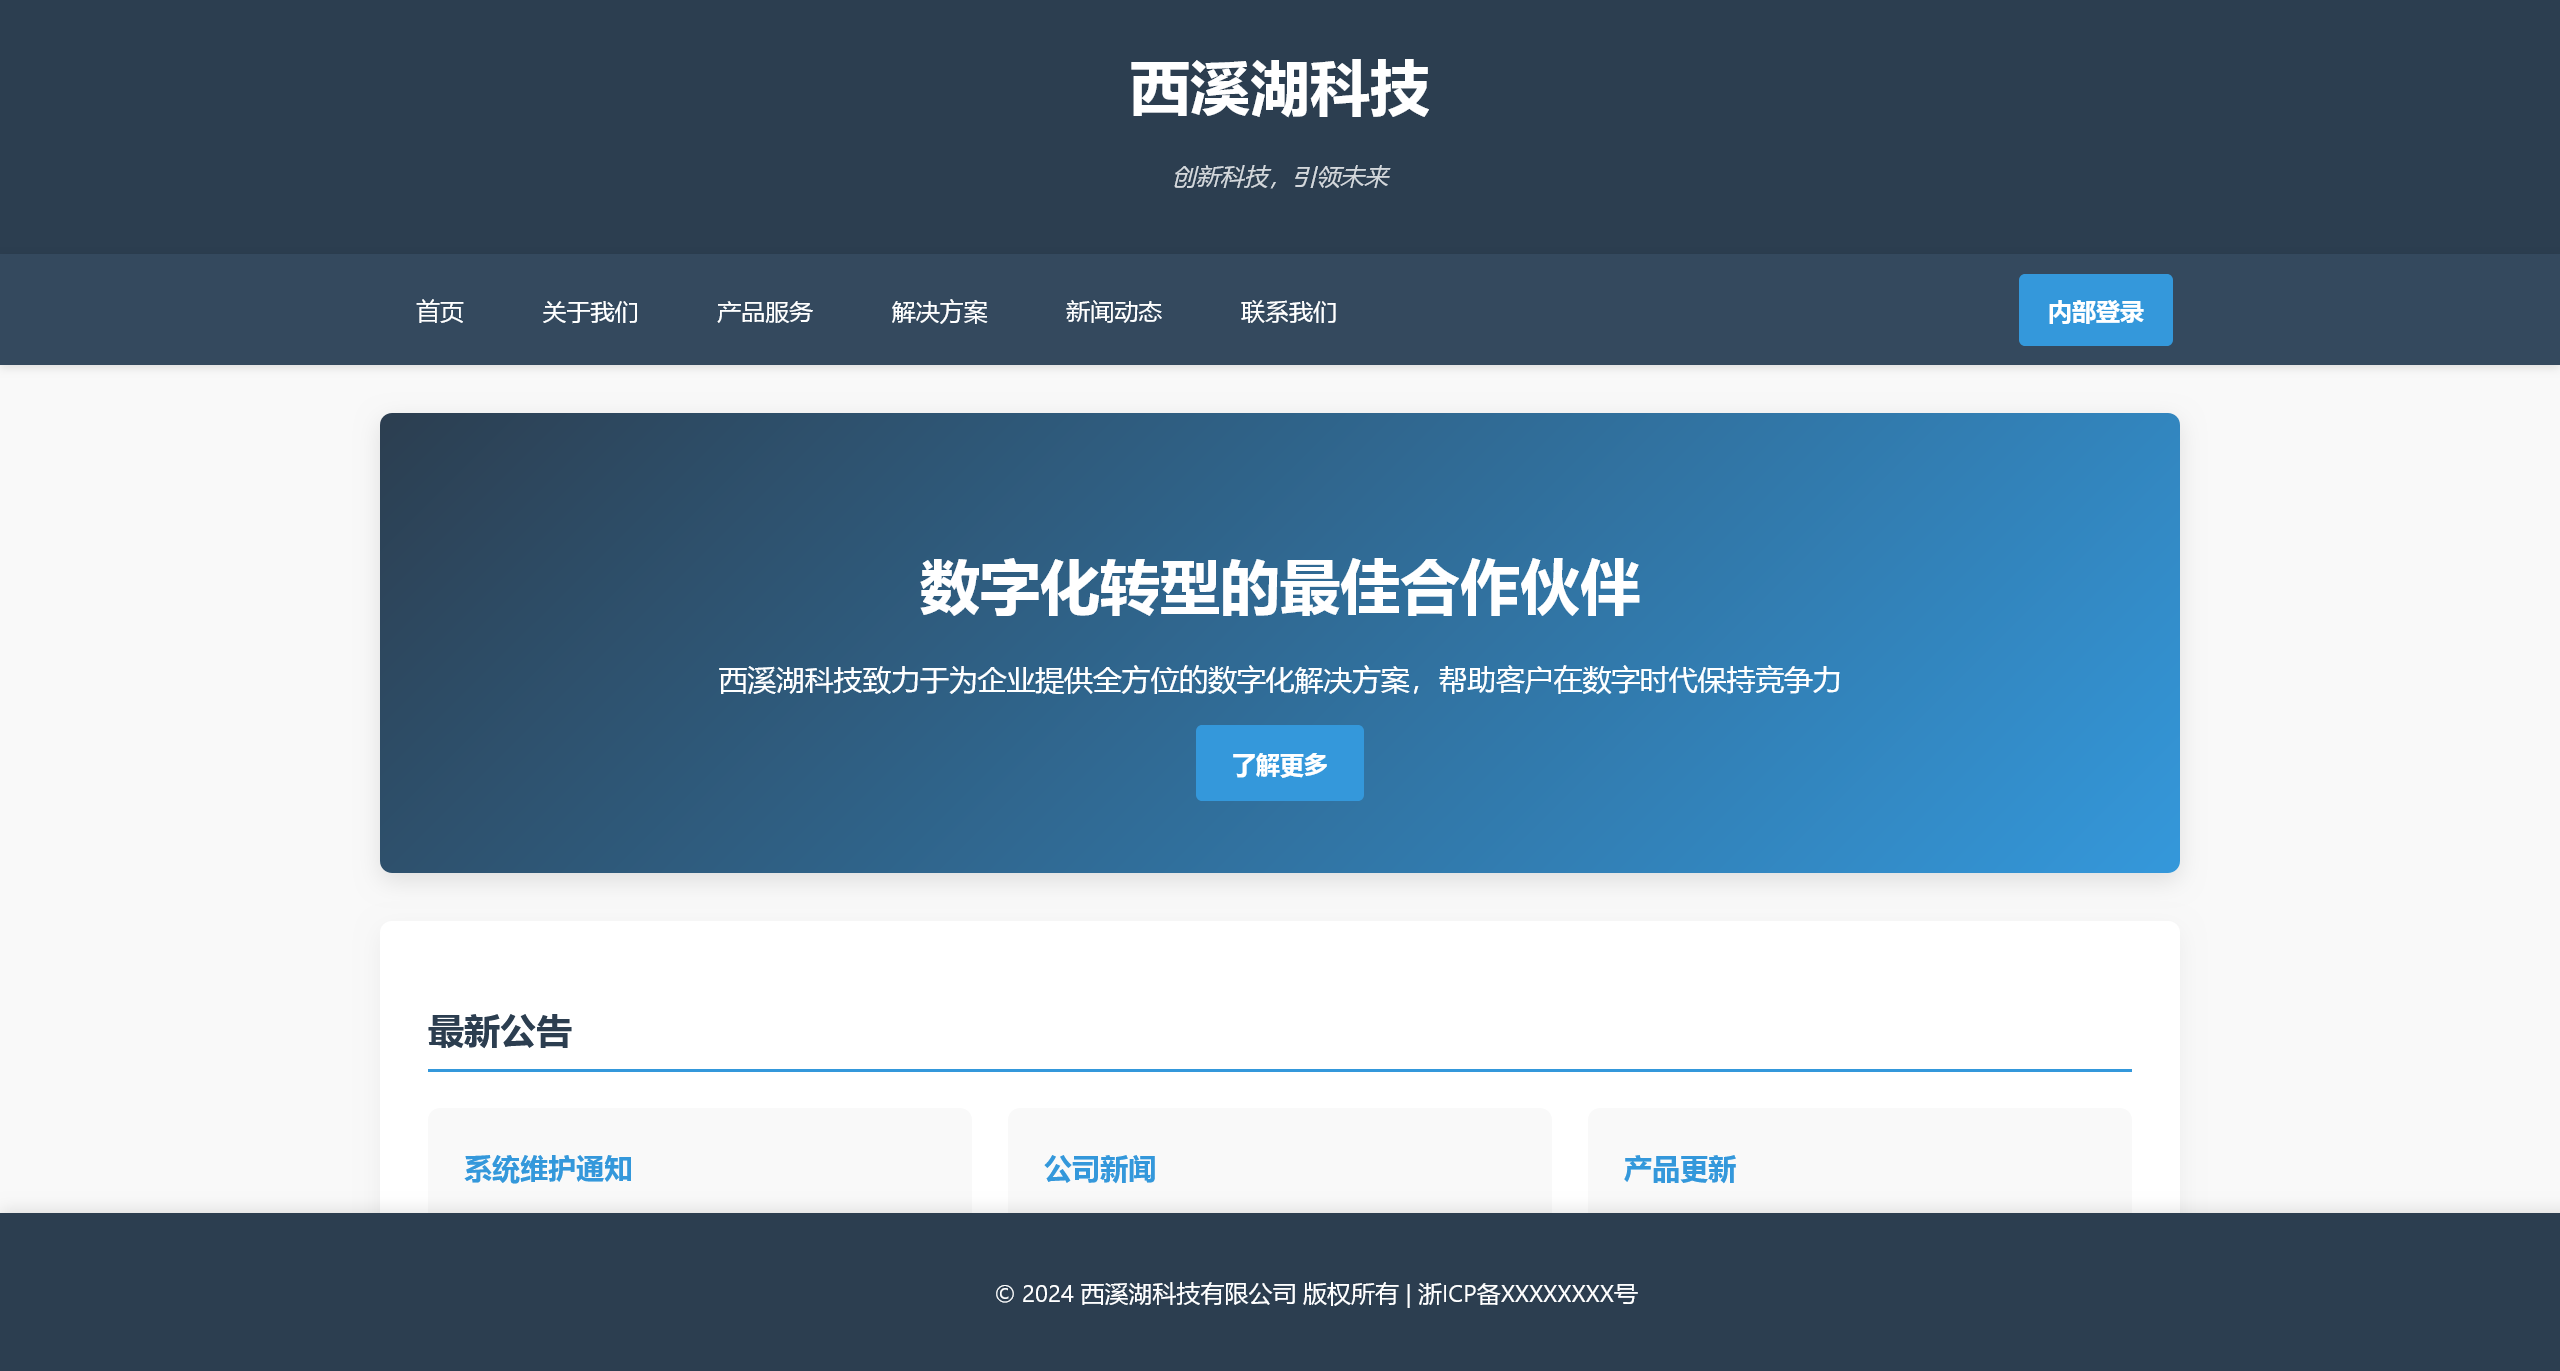 西溪湖科技
创新科技，引领未来
首页 关于我们 产品服务 解决方案 新闻动态 联系我们 内部登录
数字化转型的最佳合作伙伴
西溪湖科技致力于为企业提供全方位的数字化解决方案，帮助客户在数字时代保持竞争力
了解更多
最新公告
系统维护通知 公司新闻 产品更新
© 2024 西溪湖科技有限公司 版权所有 | 浙ICP备XXXXXXXX号